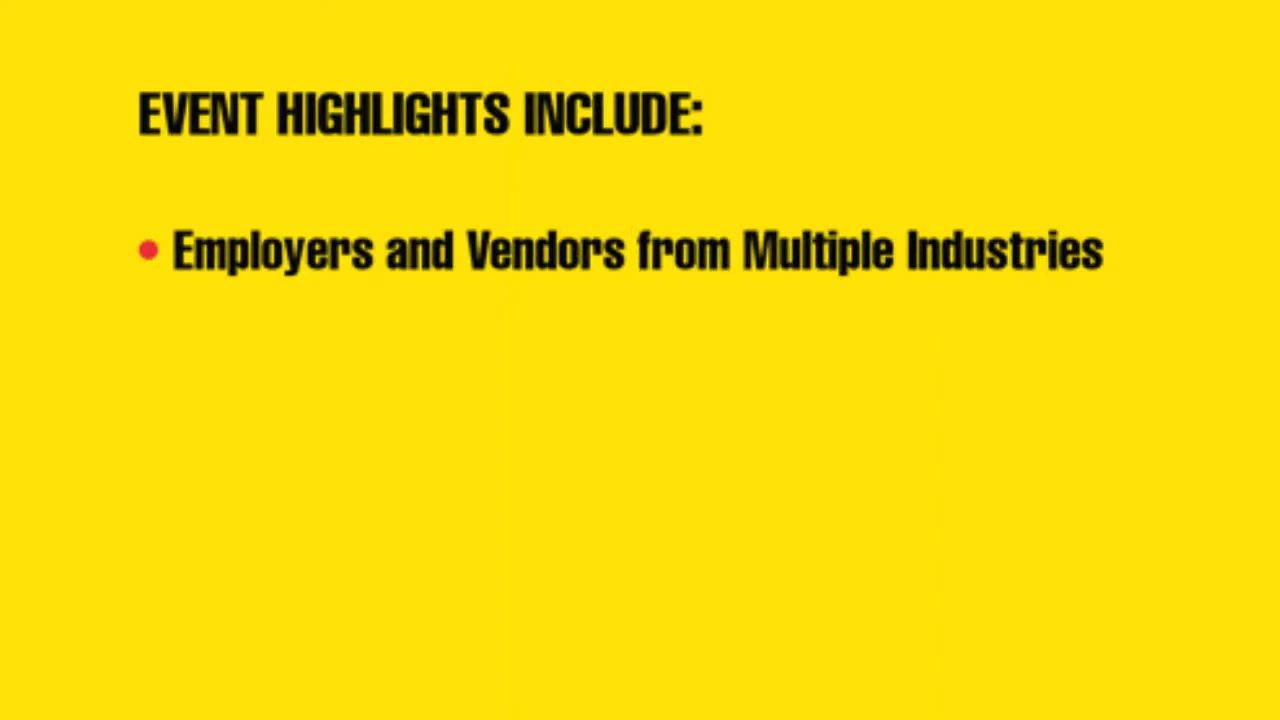 EVENT HIGHLIGHTS INCLUDE:
• Employers and Vendors from Multiple Industries